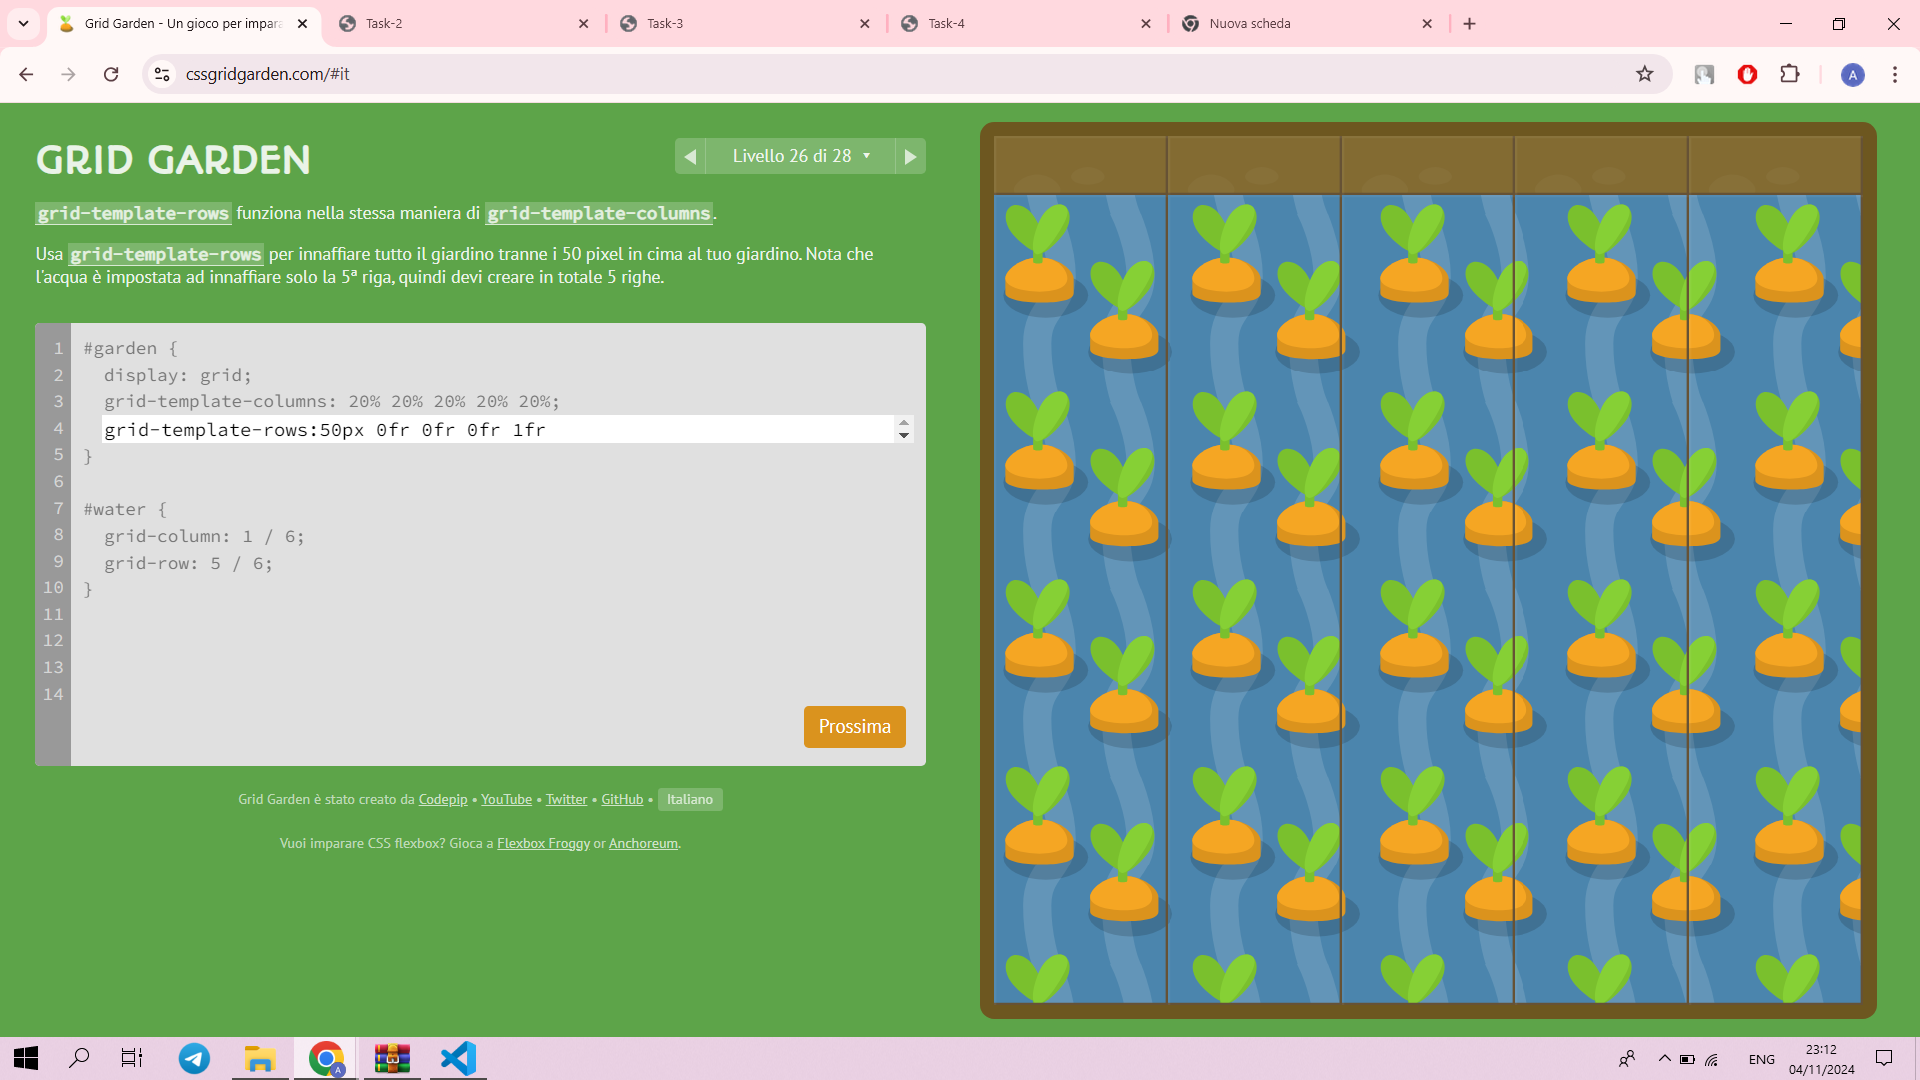 Grid Garden - Un gioco per impara
Task-2
Task-3
Task-4
Nuova scheda
cssgridgarden.com/#it
A
GRID GARDEN
Livello 26 di 28
grid-template-rows funziona nella stessa maniera di grid-template-columns.
Usa grid-template-rows per innaffiare tutto il giardino tranne i 50 pixel in cima al tuo giardino. Nota che
l'acqua è impostata ad innaffiare solo la 5ª riga, quindi devi creare in totale 5 righe.
1 #garden {
2 display: grid;
3 grid-template-columns: 20% 20% 20% 20% 20%;
4 grid-template-rows:50px 0fr 0fr 0fr 1fr
5 }
6
7 #water {
8 grid-column: 1 / 6;
9 grid-row: 5 / 6;
10 }
11
12
13
14
Prossima
Grid Garden è stato creato da Codepip • YouTube • Twitter • GitHub • Italiano
Vuoi imparare CSS flexbox? Gioca a Flexbox Froggy or Anchoreum.
A
ENG
23:12
04/11/2024